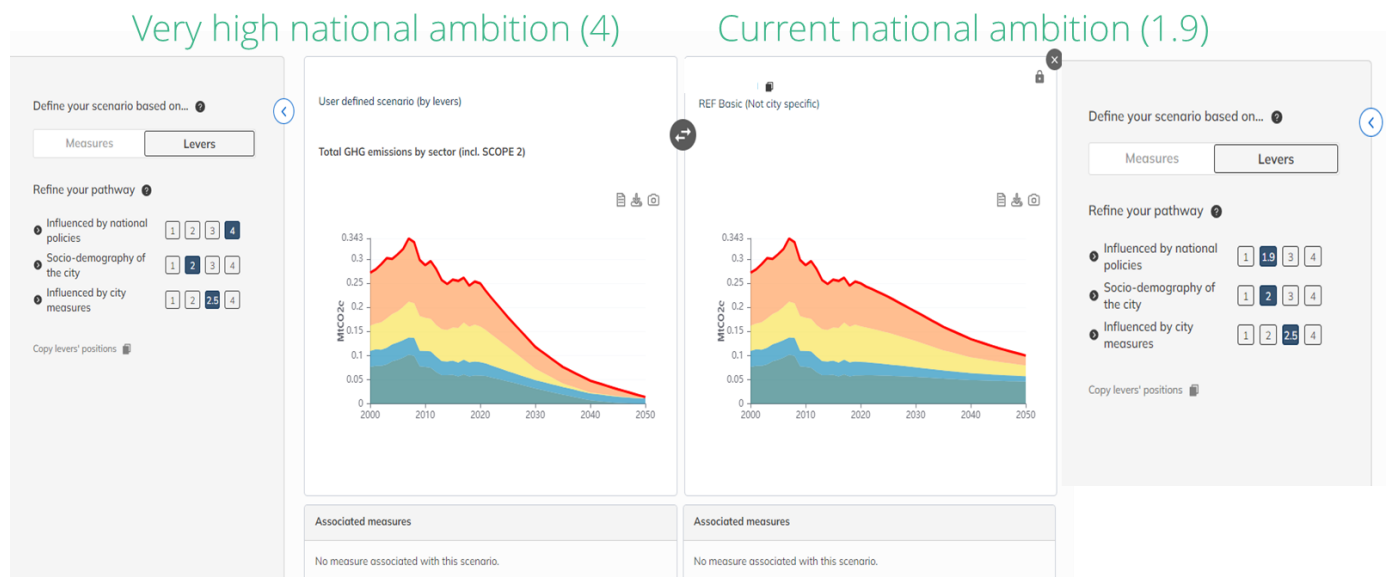 Very high national ambition (4)
Current national ambition (1.9)
Define your scenario based on... ?
Measures
Levers
Refine your pathway ?
Influenced by national
policies
1 2 3 4
Socio-demography of
the city
1 2 3 4
Influenced by city
measures
1 2 2.5 4
Copy levers' positions
User defined scenario (by levers)
Total GHG emissions by sector (incl. SCOPE 2)
MtCO2e
0.343
0.3
0.25
0.2
0.15
0.1
0.05
0
2000 2010 2020 2030 2040 2050
Associated measures
No measure associated with this scenario.
REF Basic (Not city specific)
MtCO2e
0.343
0.3
0.25
0.2
0.15
0.1
0.05
0
2000 2010 2020 2030 2040 2050
Associated measures
No measure associated with this scenario.
Define your scenario based on... ?
Measures
Levers
Refine your pathway ?
Influenced by national
policies
1 1.9 3 4
Socio-demography of
the city
1 2 3 4
Influenced by city
measures
1 2 2.5 4
Copy levers' positions